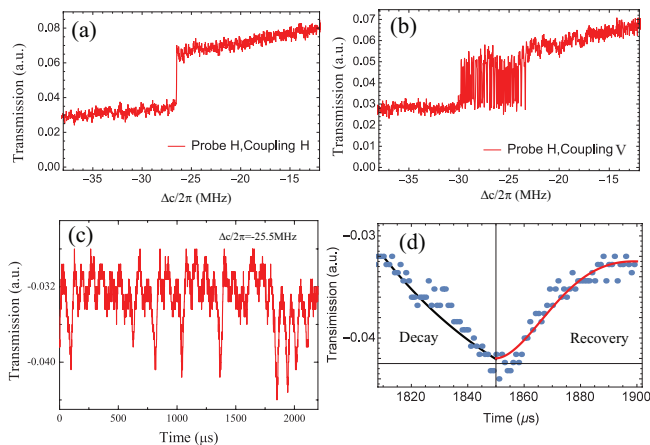 (a)
Transmission (a.u.)
0.08
0.06
0.04
0.02
0.00
Probe H,Coupling H
−35 −30 −25 −20 −15
Δc/2π (MHz)
(b)
Transmission (a.u.)
0.07
0.06
0.05
0.04
0.03
0.02
0.01
0.00
Probe H,Coupling V
−35 −30 −25 −20 −15
Δc/2π (MHz)
(c)
Δc/2π=-25.5MHz
Transmission (a.u.)
-0.032
-0.040
0 500 1000 1500 2000
Time (μs)
(d)
Transimission (a.u.)
−0.03
−0.04
Decay
Recovery
1820 1840 1860 1880 1900
Time (μs)